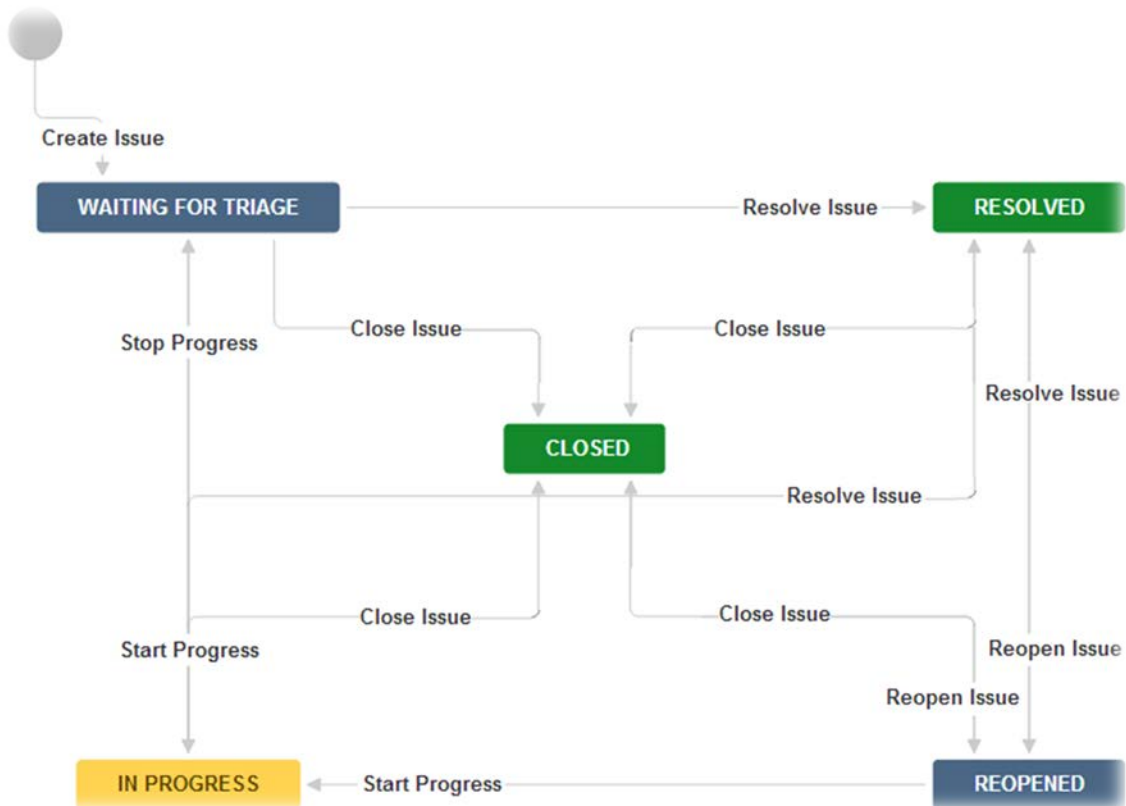 Create Issue
WAITING FOR TRIAGE
Resolve Issue
RESOLVED
Stop Progress
Close Issue
Close Issue
Resolve Issue
CLOSED
Resolve Issue
Close Issue
Close Issue
Start Progress
Reopen Issue
Reopen Issue
IN PROGRESS
Start Progress
REOPENED